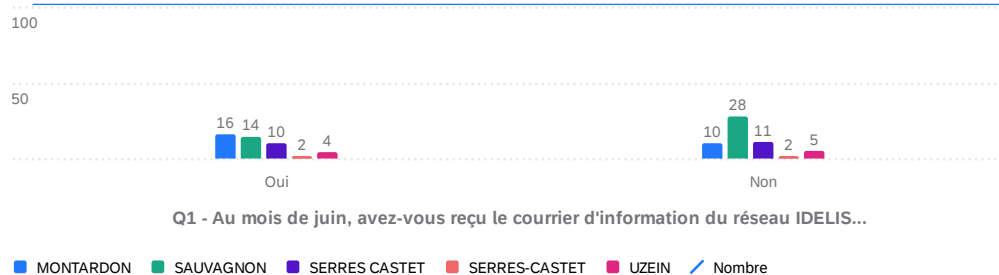 100
50
16 14 10 2 4
10 28 11 2 5
Oui Non
Q1 - Au mois de juin, avez-vous reçu le courrier d'information du réseau IDELIS...
MONTARDON SAUVAGNON SERRES CASTET SERRES-CASTET UZEIN Nombre